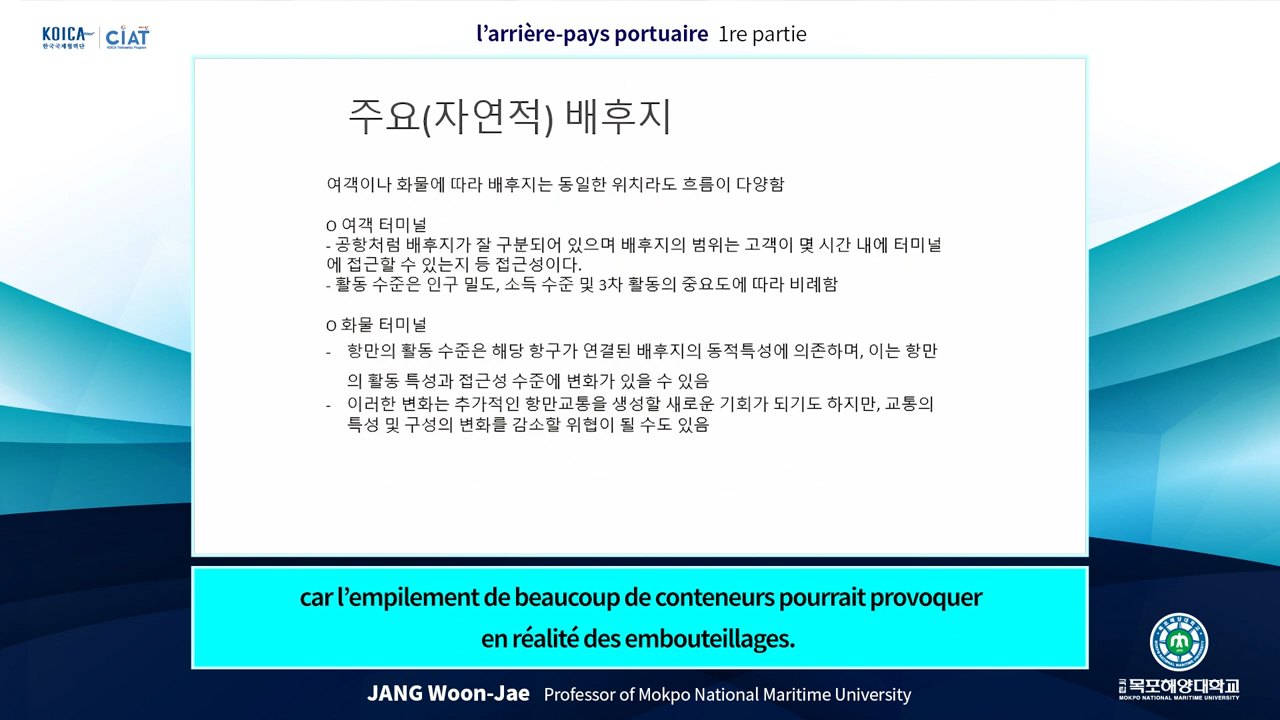 KOICA
한국국제협력단
CIAT
KOICA Fellowship Program
l'arrière-pays portuaire 1re partie
주요(자연적) 배후지
여객이나 화물에 따라 배후지는 동일한 위치라도 흐름이 다양함
O 여객 터미널
- 공항처럼 배후지가 잘 구분되어 있으며 배후지의 범위는 고객이 몇 시간 내에 터미널
에 접근할 수 있는지 등 접근성이다.
- 활동 수준은 인구 밀도, 소득 수준 및 3차 활동의 중요도에 따라 비례함
O 화물 터미널
- 항만의 활동 수준은 해당 항구가 연결된 배후지의 동적특성에 의존하며, 이는 항만
의 활동 특성과 접근성 수준에 변화가 있을 수 있음
- 이러한 변화는 추가적인 항만교통을 생성할 새로운 기회가 되기도 하지만, 교통의
특성 및 구성의 변화를 감소할 위협이 될 수도 있음
car l'empilement de beaucoup de conteneurs pourrait provoquer
en réalité des embouteillages.
JANG Woon-Jae Professor of Mokpo National Maritime University
국립 목포해양대학교
MOKPO NATIONAL MARITIME UNIVERSITY